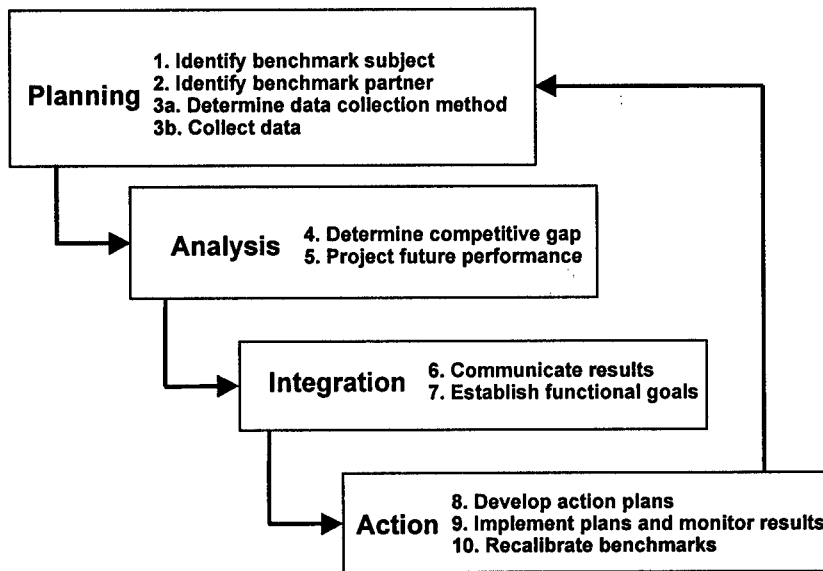 Planning
1. Identify benchmark subject
2. Identify benchmark partner
3a. Determine data collection method
3b. Collect data
Analysis
4. Determine competitive gap
5. Project future performance
Integration
6. Communicate results
7. Establish functional goals
Action
8. Develop action plans
9. Implement plans and monitor results
10. Recalibrate benchmarks